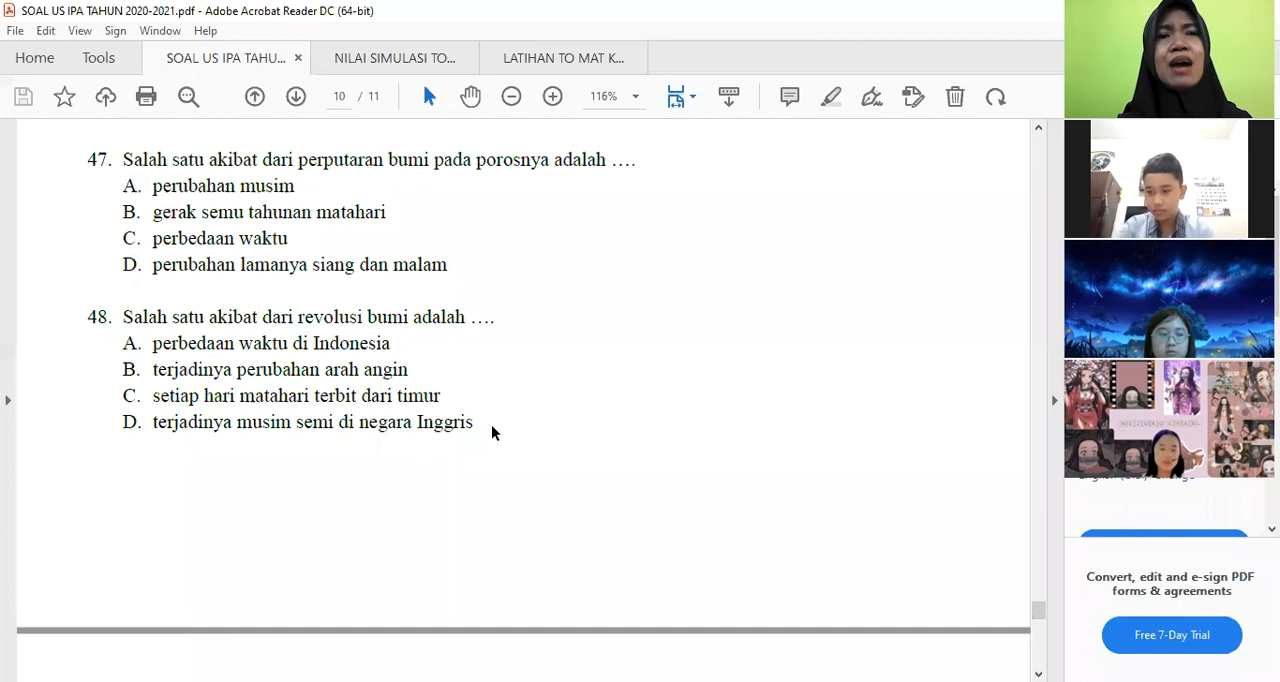 SOAL US IPA TAHUN 2020-2021.pdf - Adobe Acrobat Reader DC (64-bit)
File Edit View Sign Window Help
Home Tools SOAL US IPA TAHU... × NILAI SIMULASI TO... LATIHAN TO MAT K...
10 / 11 116%
47. Salah satu akibat dari perputaran bumi pada porosnya adalah ….
A. perubahan musim
B. gerak semu tahunan matahari
C. perbedaan waktu
D. perubahan lamanya siang dan malam
48. Salah satu akibat dari revolusi bumi adalah ….
A. perbedaan waktu di Indonesia
B. terjadinya perubahan arah angin
C. setiap hari matahari terbit dari timur
D. terjadinya musim semi di negara Inggris
Convert, edit and e-sign PDF
forms & agreements
Free 7-Day Trial